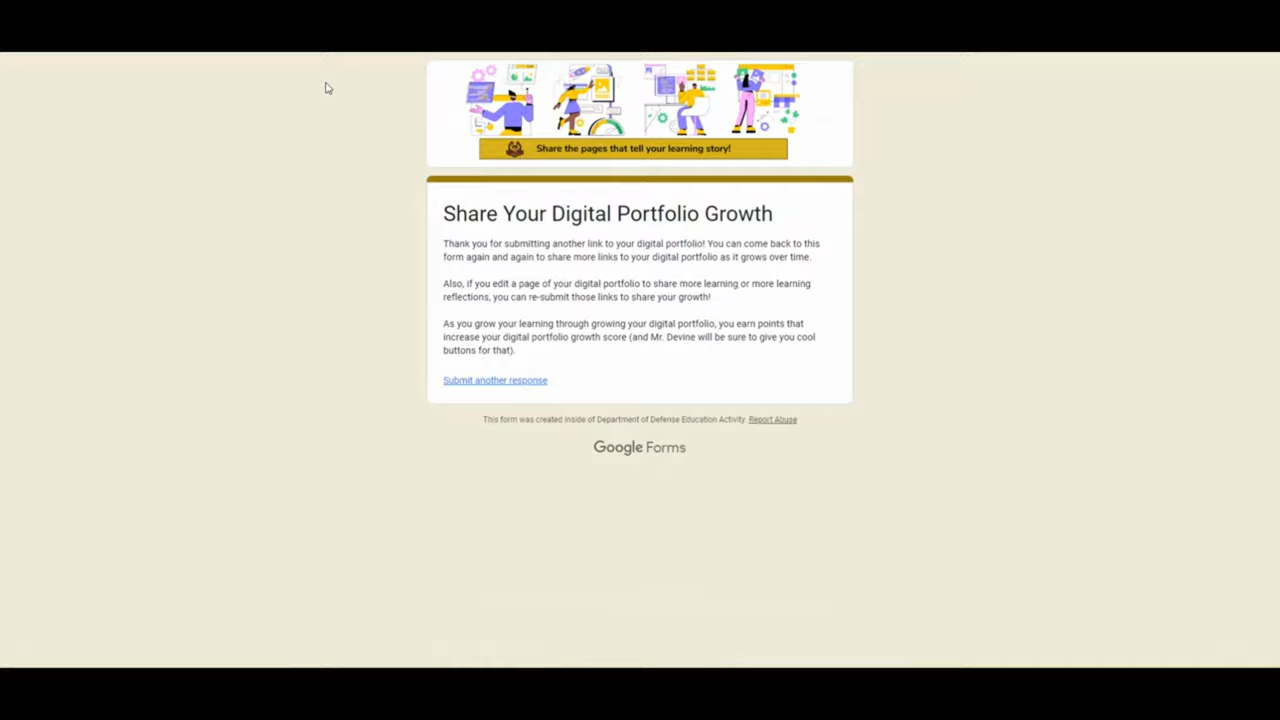 Share the pages that tell your learning story!
Share Your Digital Portfolio Growth
Thank you for submitting another link to your digital portfolio! You can come back to this
form again and again to share more links to your digital portfolio as it grows over time.
Also, if you edit a page of your digital portfolio to share more learning or more learning
reflections, you can re-submit those links to share your growth!
As you grow your learning through growing your digital portfolio, you earn points that
increase your digital portfolio growth score (and Mr. Devine will be sure to give you cool
buttons for that).
Submit another response
This form was created inside of Department of Defense Education Activity. Report Abuse
Google Forms